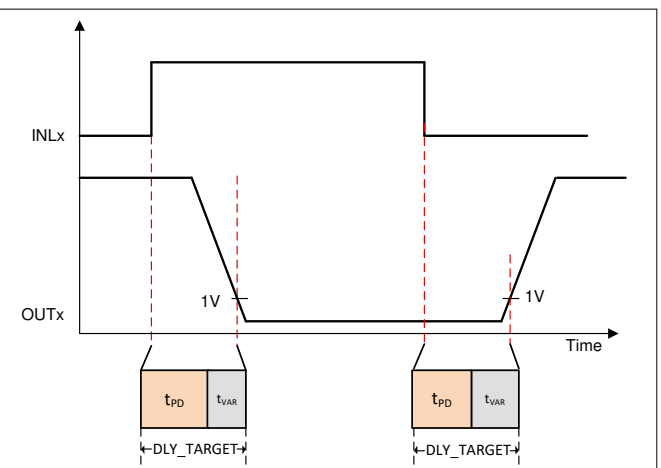 INLx
1V
1V
OUTx
Time
tPD tVAR
tPD tVAR
DLY_TARGET
DLY_TARGET